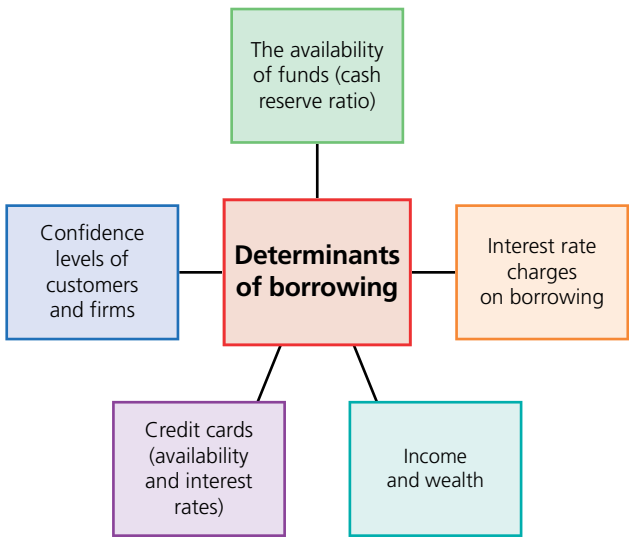 The availability
of funds (cash
reserve ratio)
Confidence
levels of
customers
and firms
Determinants
of borrowing
Interest rate
charges
on borrowing
Credit cards
(availability
and interest
rates)
Income
and wealth